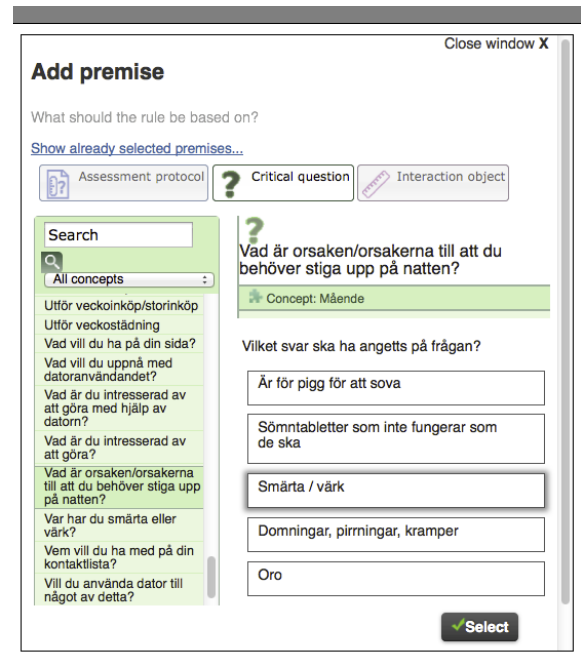 Close window X
Add premise
What should the rule be based on?
Show already selected premises...
Assessment protocol
Critical question
Interaction object
Search
All concepts
Utför veckoinköp/storinköp
Utför veckostädning
Vad vill du ha på din sida?
Vad vill du uppnå med
datoranvändandet?
Vad är du intresserad av
att göra med hjälp av
datorn?
Vad är du intresserad av
att göra?
Vad är orsaken/orsakerna
till att du behöver stiga upp
på natten?
Var har du smärta eller
värk?
Vem vill du ha med på din
kontaktlista?
Vill du använda dator till
något av detta?
Vad är orsaken/orsakerna till att du
behöver stiga upp på natten?
Concept: Mående
Vilket svar ska ha angetts på frågan?
Är för pigg för att sova
Sömntabletter som inte fungerar som
de ska
Smärta / värk
Domningar, pirrningar, kramper
Oro
Select